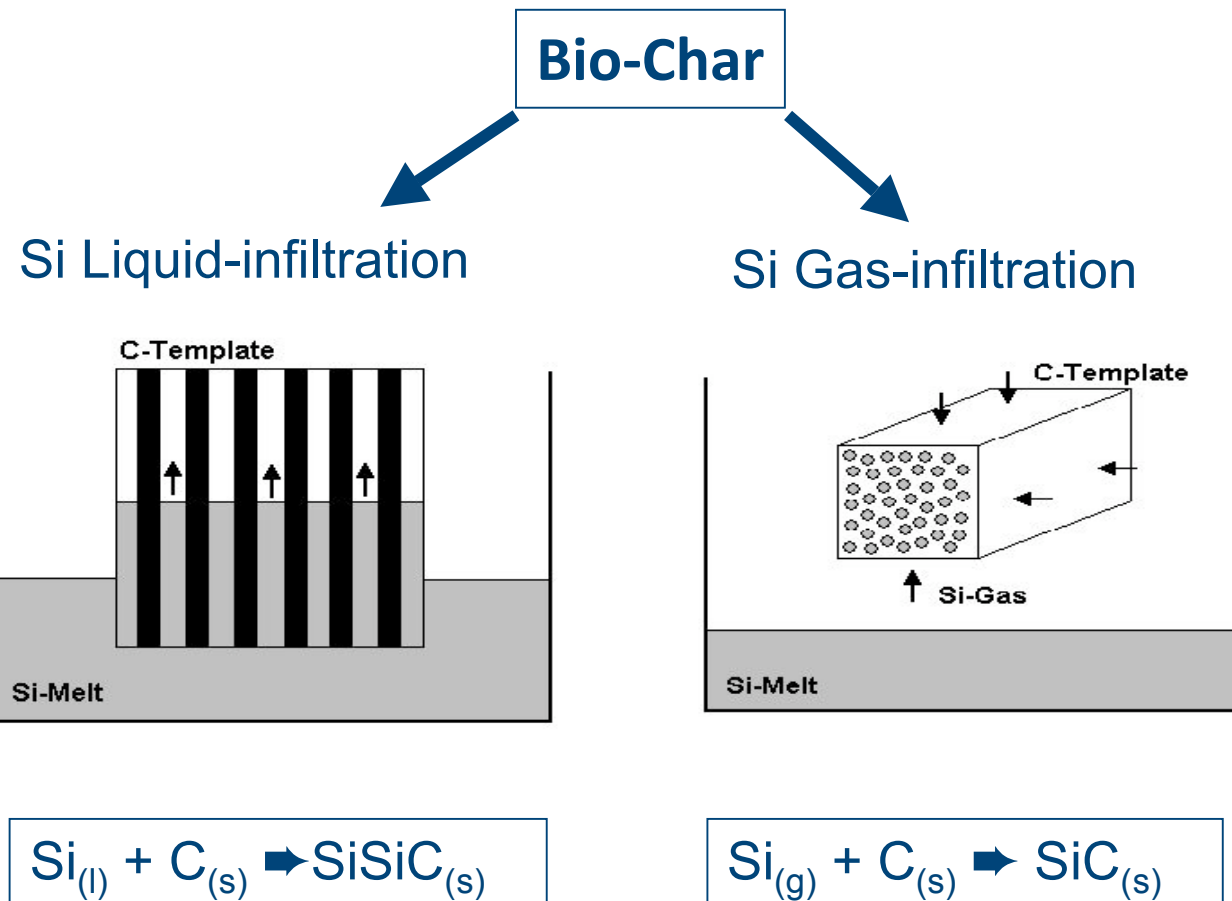 Bio-Char
Si Liquid-infiltration
Si Gas-infiltration
C-Template
C-Template
Si-Gas
Si-Melt
Si-Melt
Si(l) + C(s) ➨ SiSiC(s)
Si(g) + C(s) ➨ SiC(s)